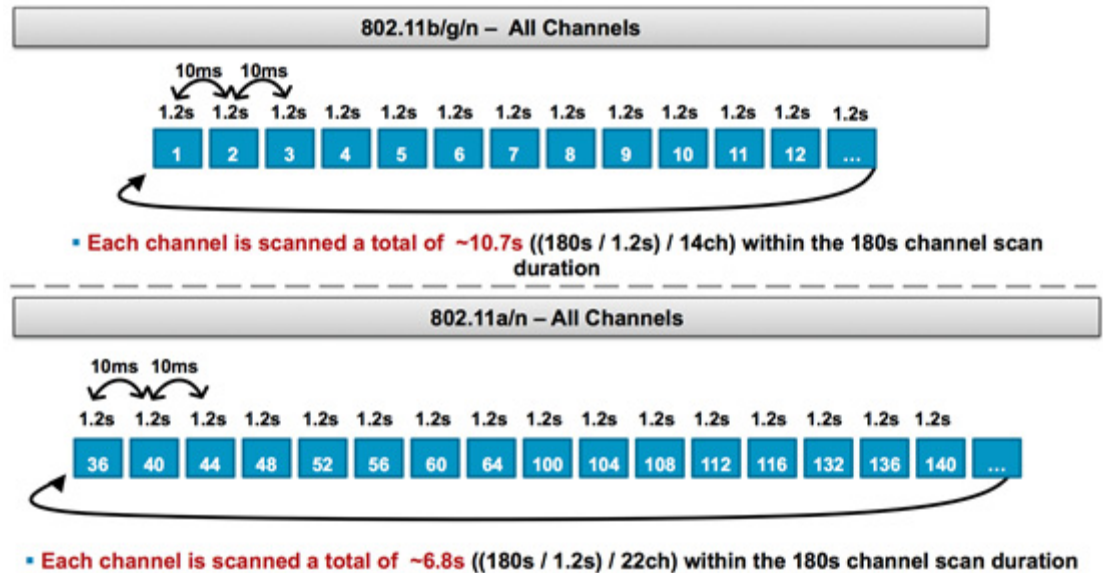 802.11b/g/n – All Channels
10ms 10ms
1.2s 1.2s 1.2s 1.2s 1.2s 1.2s 1.2s 1.2s 1.2s 1.2s 1.2s 1.2s 1.2s
1 2 3 4 5 6 7 8 9 10 11 12 ...
▪ Each channel is scanned a total of ~10.7s ((180s / 1.2s) / 14ch) within the 180s channel scan
duration
802.11a/n – All Channels
10ms 10ms
1.2s 1.2s 1.2s 1.2s 1.2s 1.2s 1.2s 1.2s 1.2s 1.2s 1.2s 1.2s 1.2s 1.2s 1.2s 1.2s
36 40 44 48 52 56 60 64 100 104 108 112 116 132 136 140 ...
▪ Each channel is scanned a total of ~6.8s ((180s / 1.2s) / 22ch) within the 180s channel scan duration